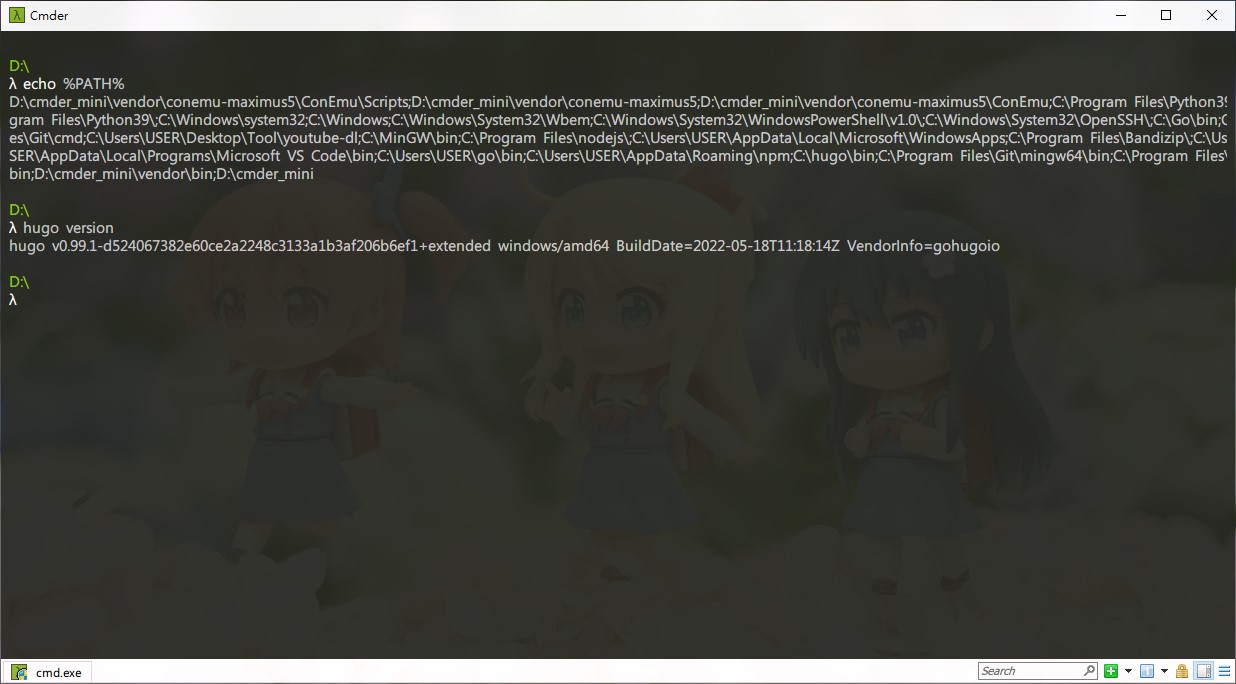 Cmder
D:\
λ echo %PATH%
D:\cmder_mini\vendor\conemu-maximus5\ConEmu\Scripts;D:\cmder_mini\vendor\conemu-maximus5;D:\cmder_mini\vendor\conemu-maximus5\ConEmu;C:\Program Files\Python39
gram Files\Python39\;C:\Windows\system32;C:\Windows;C:\Windows\System32\Wbem;C:\Windows\System32\WindowsPowerShell\v1.0\;C:\Windows\System32\OpenSSH\;C:\Go\bin;C
es\Git\cmd;C:\Users\USER\Desktop\Tool\youtube-dl;C:\MinGW\bin;C:\Program Files\nodejs\;C:\Users\USER\AppData\Local\Microsoft\WindowsApps;C:\Program Files\Bandizip\;C:\Us
SER\AppData\Local\Programs\Microsoft VS Code\bin;C:\Users\USER\go\bin;C:\Users\USER\AppData\Roaming\npm;C:\hugo\bin;C:\Program Files\Git\mingw64\bin;C:\Program Files\
bin;D:\cmder_mini\vendor\bin;D:\cmder_mini
D:\
λ hugo version
hugo v0.99.1-d524067382e60ce2a2248c3133a1b3af206b6ef1+extended windows/amd64 BuildDate=2022-05-18T11:18:14Z VendorInfo=gohugoio
D:\
λ
cmd.exe
Search